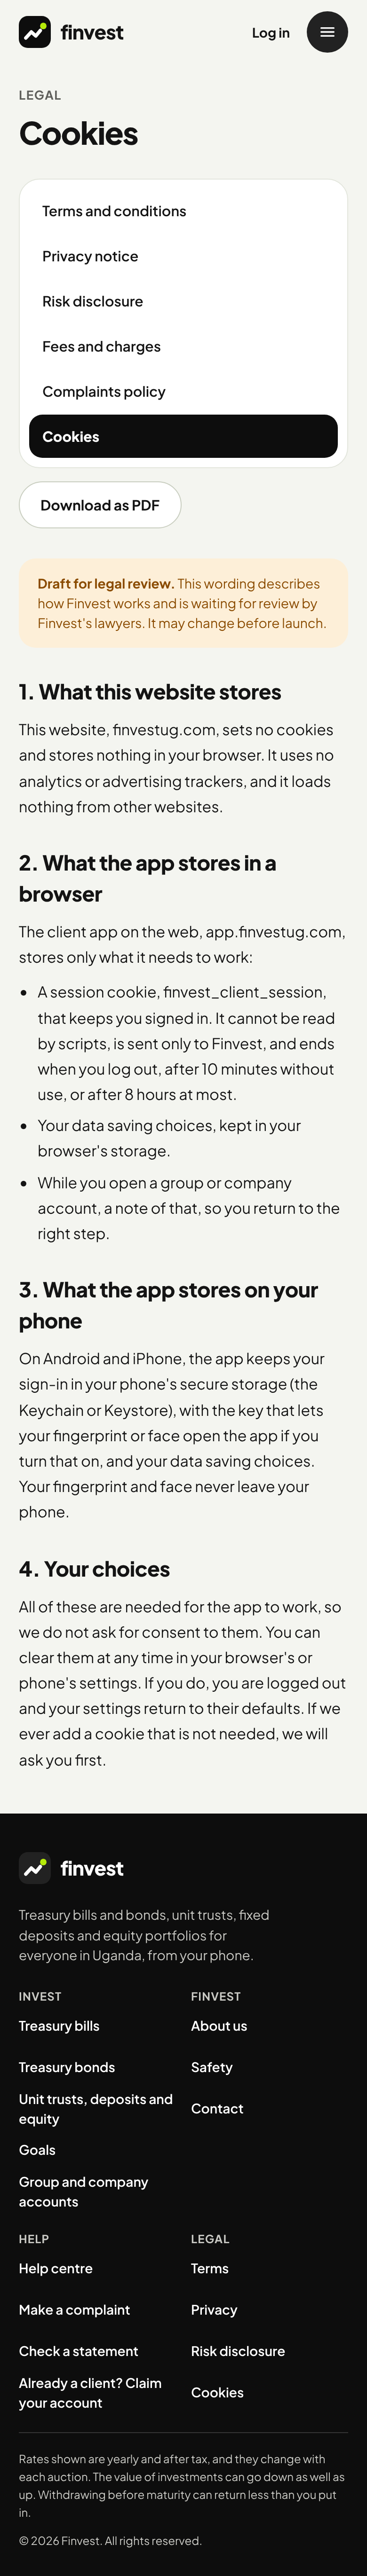 finvest
Log in
LEGAL
Cookies
Terms and conditions
Privacy notice
Risk disclosure
Fees and charges
Complaints policy
Cookies
Download as PDF
Draft for legal review. This wording describes
how Finvest works and is waiting for review by
Finvest's lawyers. It may change before launch.
1. What this website stores
This website, finvestug.com, sets no cookies
and stores nothing in your browser. It uses no
analytics or advertising trackers, and it loads
nothing from other websites.
2. What the app stores in a
browser
The client app on the web, app.finvestug.com,
stores only what it needs to work:
• A session cookie, finvest_client_session,
that keeps you signed in. It cannot be read
by scripts, is sent only to Finvest, and ends
when you log out, after 10 minutes without
use, or after 8 hours at most.
• Your data saving choices, kept in your
browser's storage.
• While you open a group or company
account, a note of that, so you return to the
right step.
3. What the app stores on your
phone
On Android and iPhone, the app keeps your
sign-in in your phone's secure storage (the
Keychain or Keystore), with the key that lets
your fingerprint or face open the app if you
turn that on, and your data saving choices.
Your fingerprint and face never leave your
phone.
4. Your choices
All of these are needed for the app to work, so
we do not ask for consent to them. You can
clear them at any time in your browser's or
phone's settings. If you do, you are logged out
and your settings return to their defaults. If we
ever add a cookie that is not needed, we will
ask you first.
finvest
Treasury bills and bonds, unit trusts, fixed
deposits and equity portfolios for
everyone in Uganda, from your phone.
INVEST
Treasury bills
Treasury bonds
Unit trusts, deposits and
equity
Goals
Group and company
accounts
FINVEST
About us
Safety
Contact
HELP
Help centre
Make a complaint
Check a statement
Already a client? Claim
your account
LEGAL
Terms
Privacy
Risk disclosure
Cookies
Rates shown are yearly and after tax, and they change with
each auction. The value of investments can go down as well as
up. Withdrawing before maturity can return less than you put
in.
© 2026 Finvest. All rights reserved.